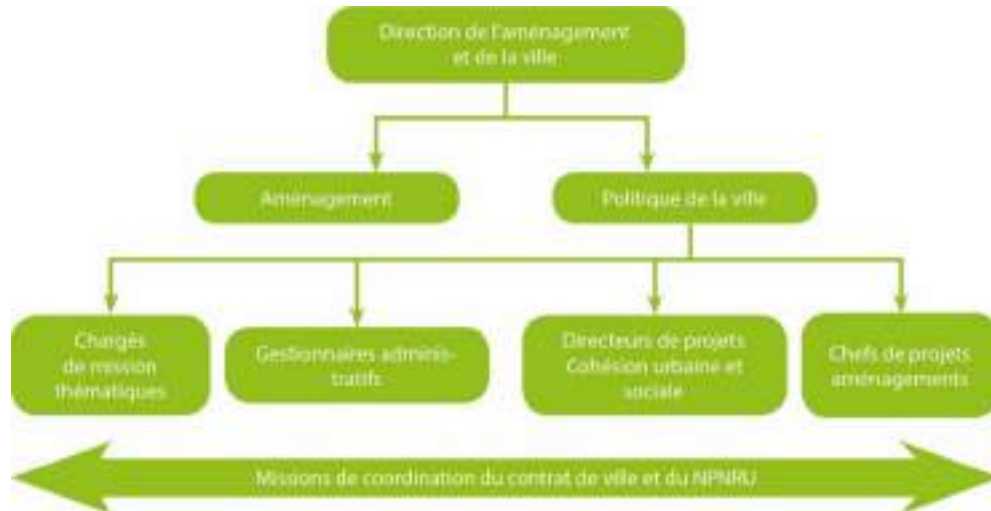 Direction de l'aménagement
et de la ville
Aménagement
Politique de la ville
Chargés
de mission
thématiques
Gestionnaires adminis-
tratifs
Directeurs de projets
Cohésion urbaine et
sociale
Chefs de projets
aménagements
Missions de coordination du contrat de ville et du NPNRU